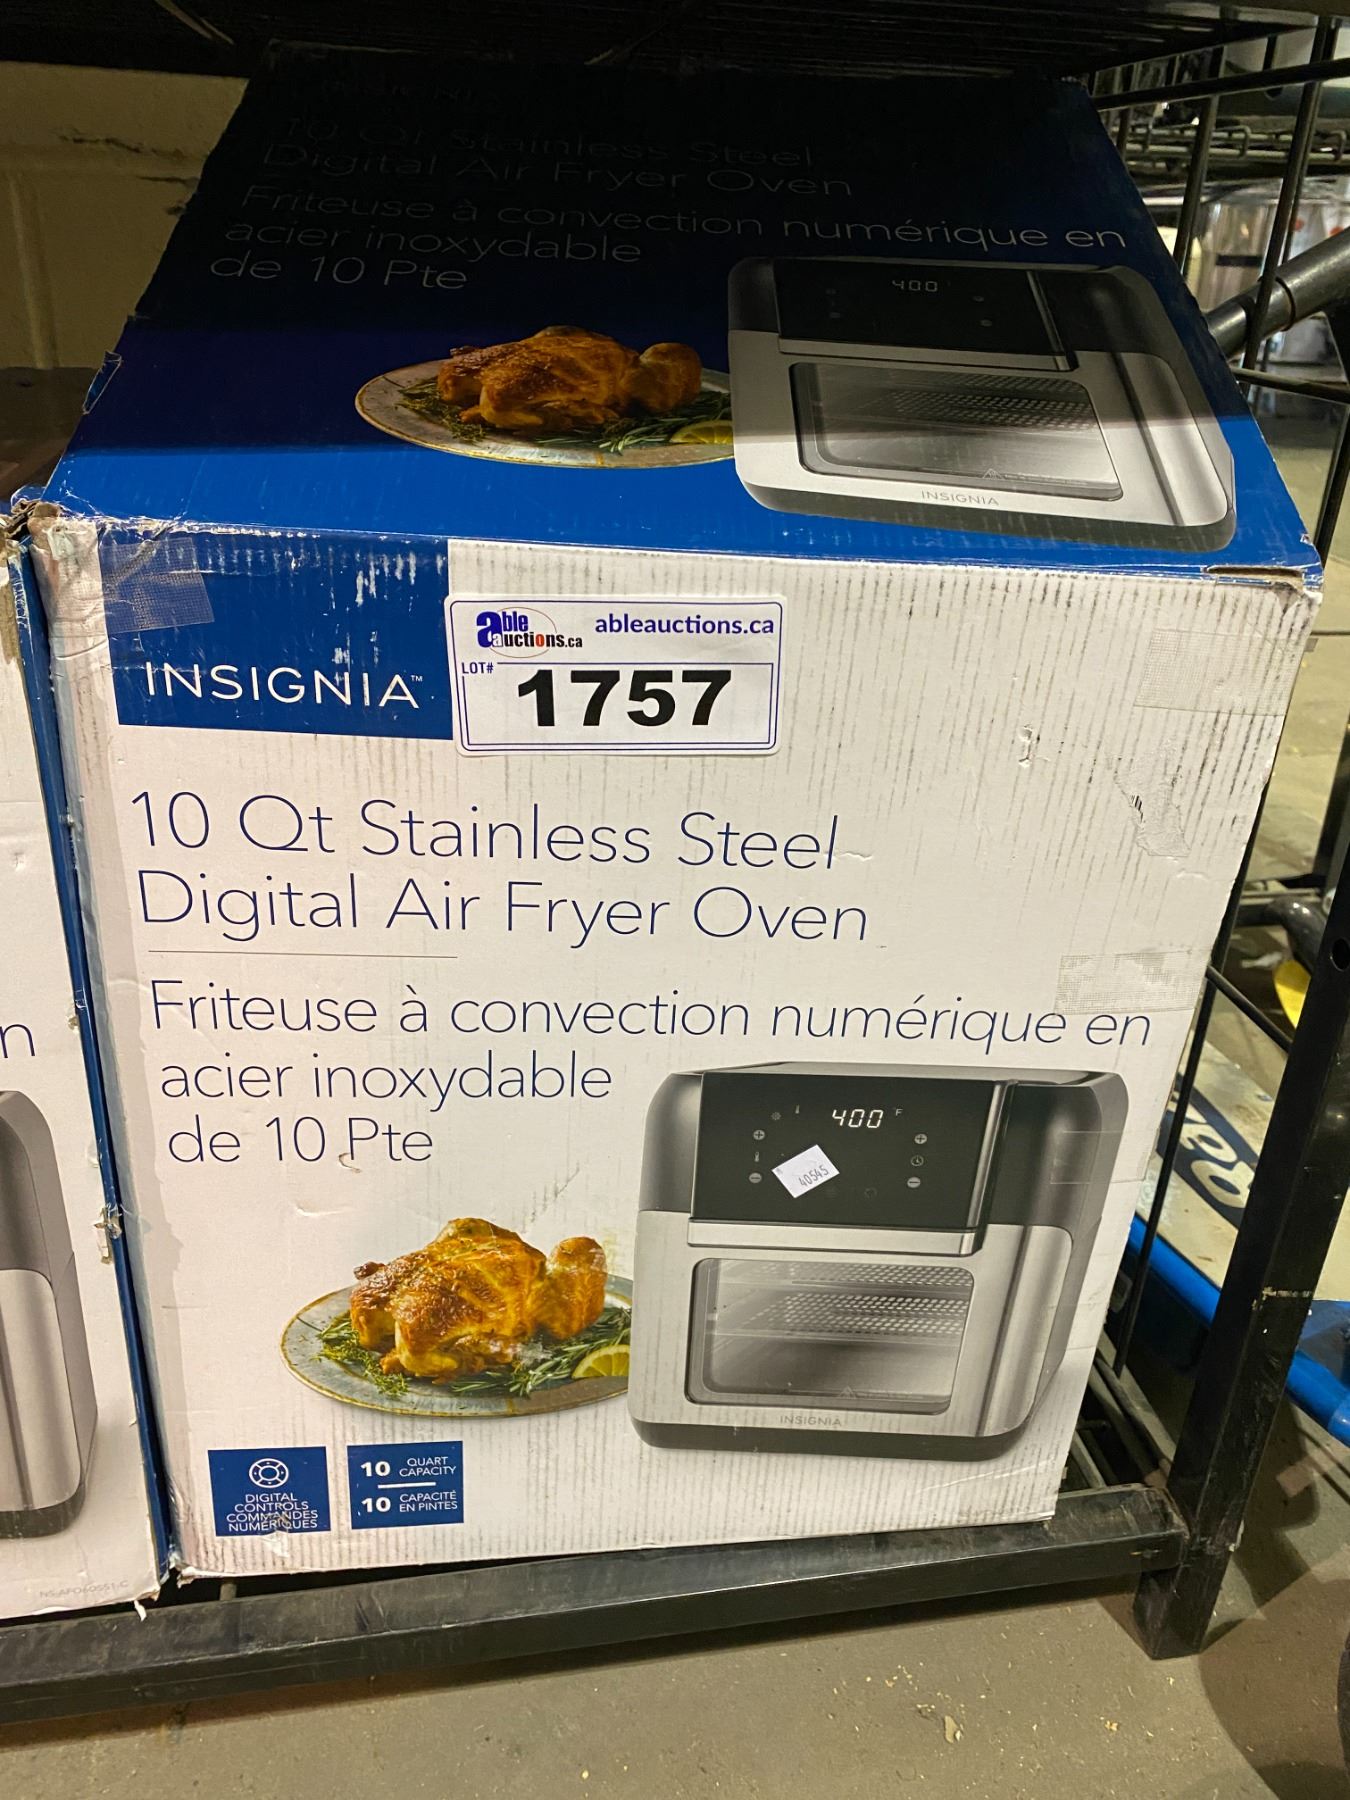 10 Qt Stainless Steel
Digital Air Fryer Oven
Friteuse à convection numérique en
acier inoxydable
de 10 Pte
400
INSIGNIA
INSIGNIA™
able auctions.ca
ableauctions.ca
LOT#
1757
10 Qt Stainless Steel
Digital Air Fryer Oven
Friteuse à convection numérique en
acier inoxydable
de 10 Pte
n
400 °F
40545
INSIGNIA
DIGITAL
CONTROLS
COMMANDES
NUMÉRIQUES
10 QUART
CAPACITY
10 CAPACITÉ
EN PINTES